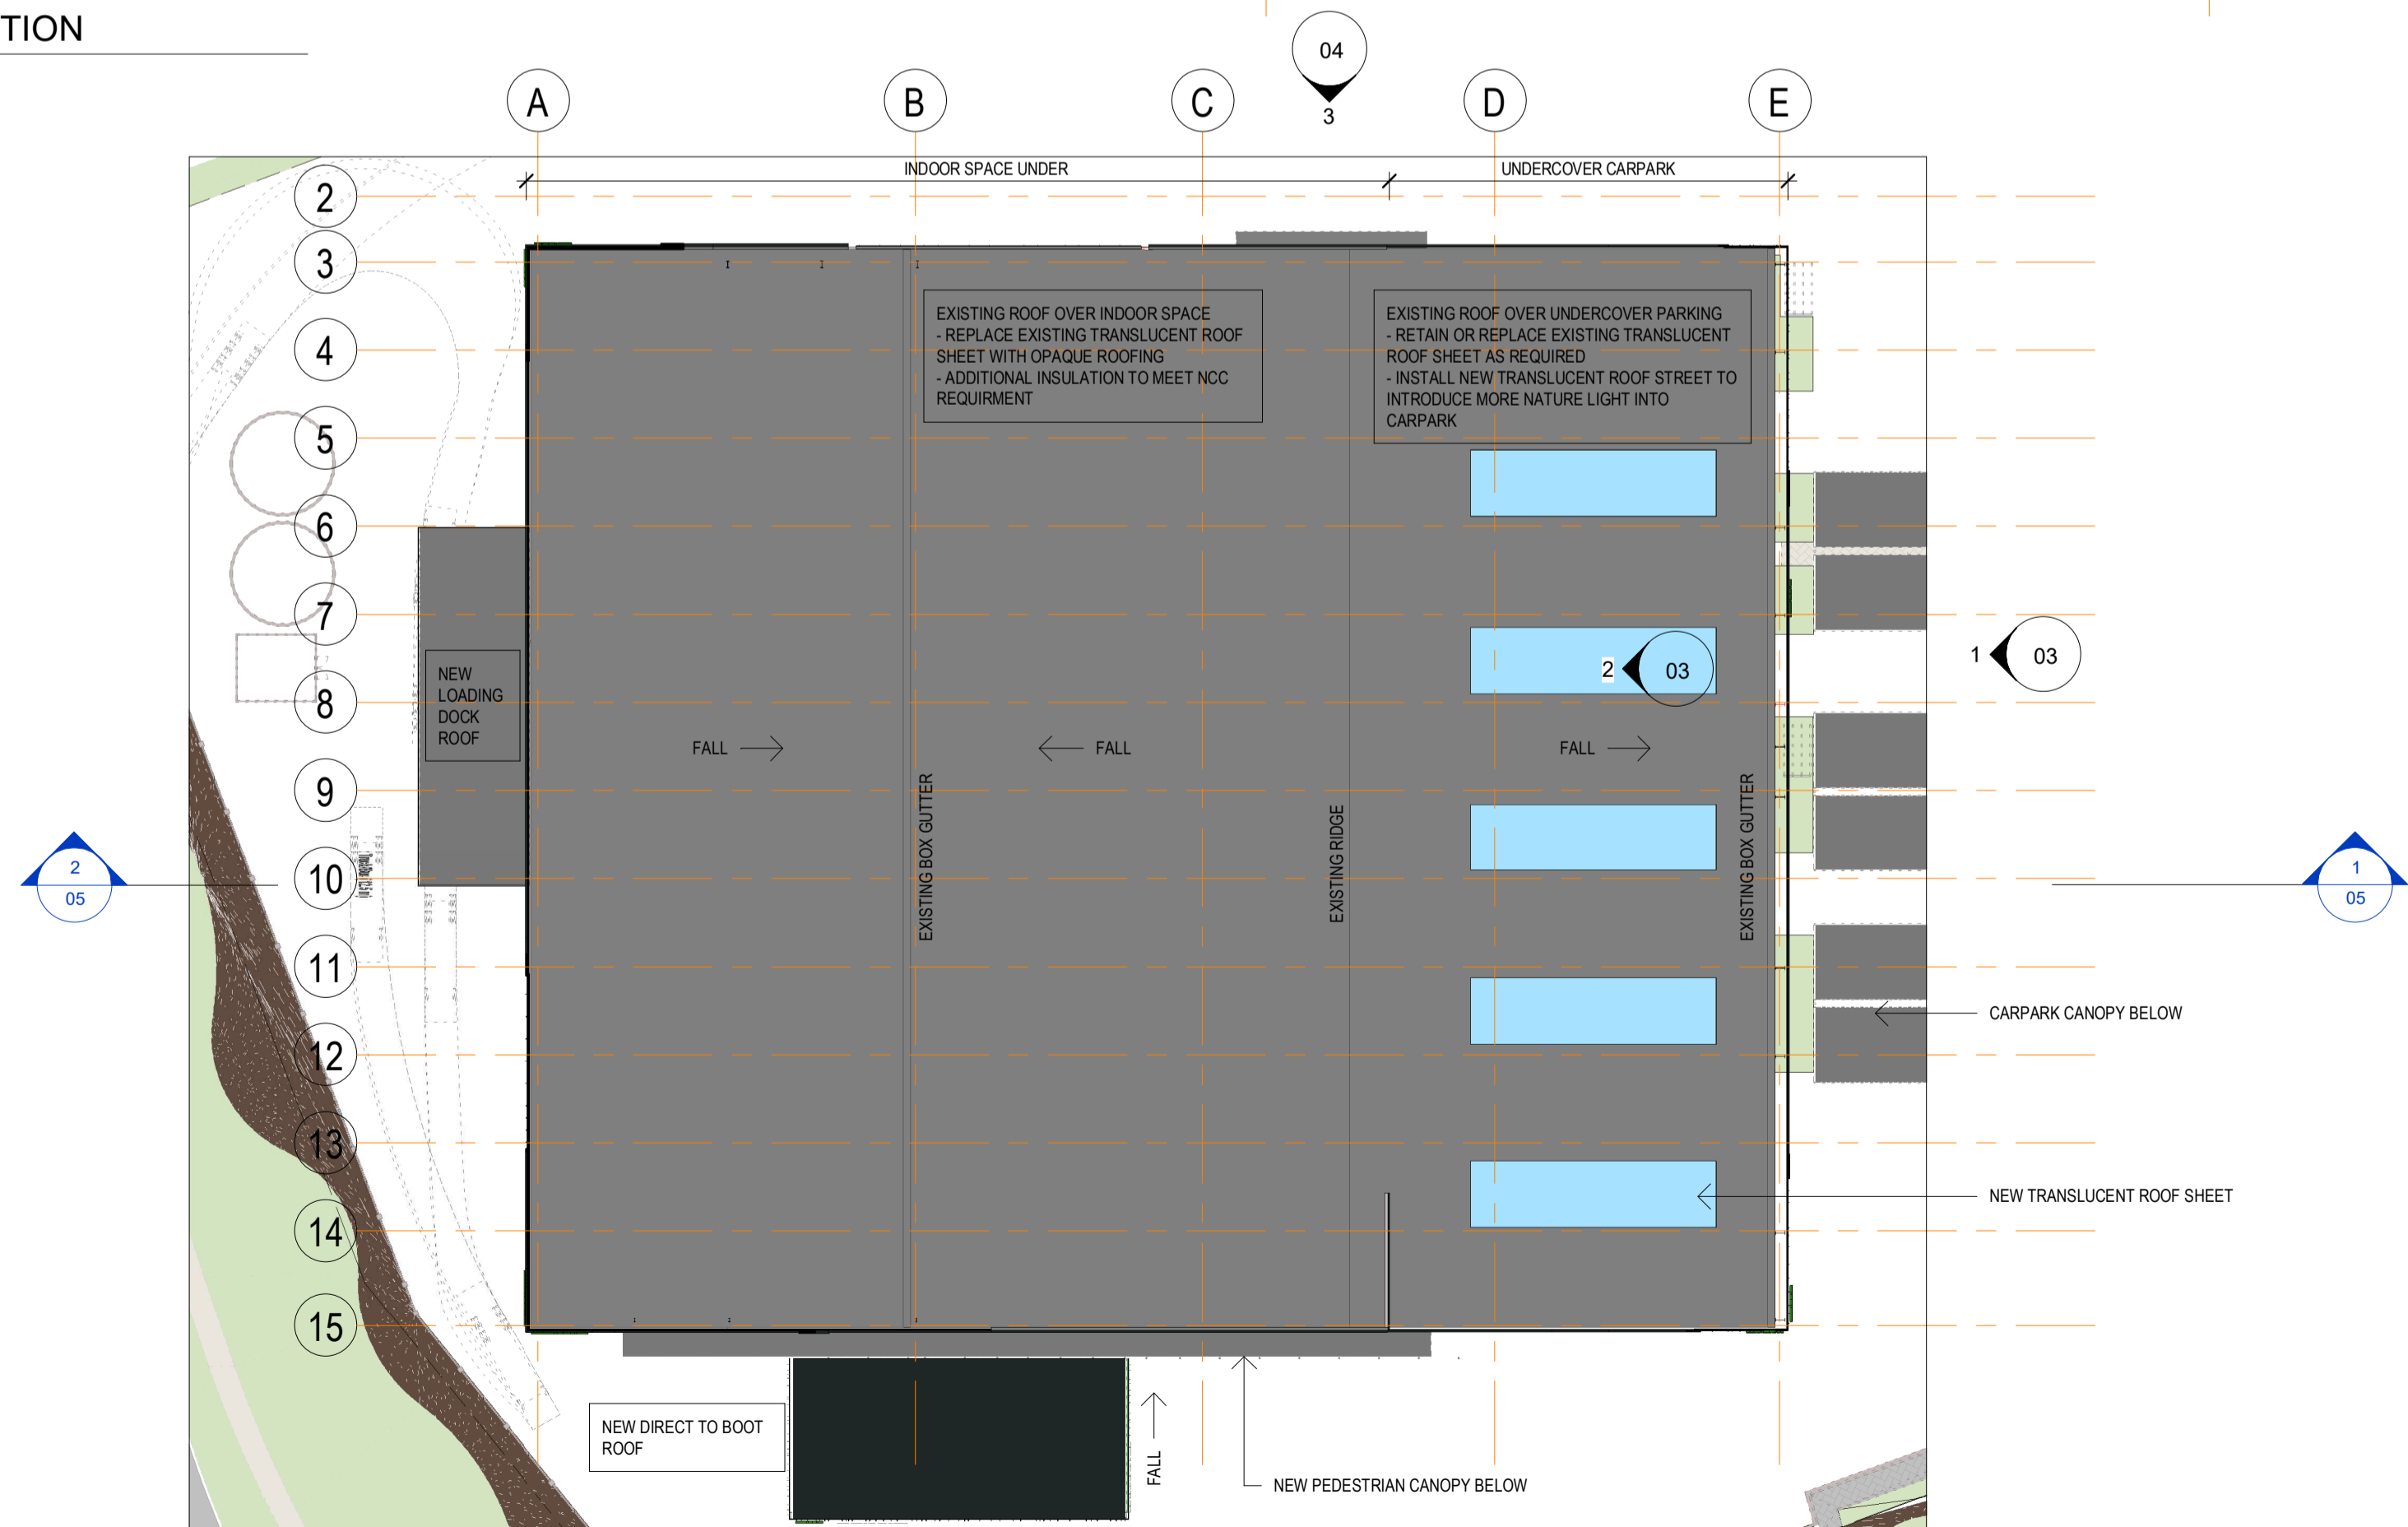 TION
04
3
A
B
C
D
E
INDOOR SPACE UNDER
UNDERCOVER CARPARK
2
3
4
5
6
7
8
9
10
11
12
13
14
15
EXISTING ROOF OVER INDOOR SPACE
- REPLACE EXISTING TRANSLUCENT ROOF
SHEET WITH OPAQUE ROOFING
- ADDITIONAL INSULATION TO MEET NCC
REQUIRMENT
EXISTING ROOF OVER UNDERCOVER PARKING
- RETAIN OR REPLACE EXISTING TRANSLUCENT
ROOF SHEET AS REQUIRED
- INSTALL NEW TRANSLUCENT ROOF STREET TO
INTRODUCE MORE NATURE LIGHT INTO
CARPARK
NEW
LOADING
DOCK
ROOF
2
03
1
03
FALL
FALL
FALL
EXISTING BOX GUTTER
EXISTING RIDGE
EXISTING BOX GUTTER
2
05
1
05
CARPARK CANOPY BELOW
NEW TRANSLUCENT ROOF SHEET
NEW DIRECT TO BOOT
ROOF
FALL
NEW PEDESTRIAN CANOPY BELOW